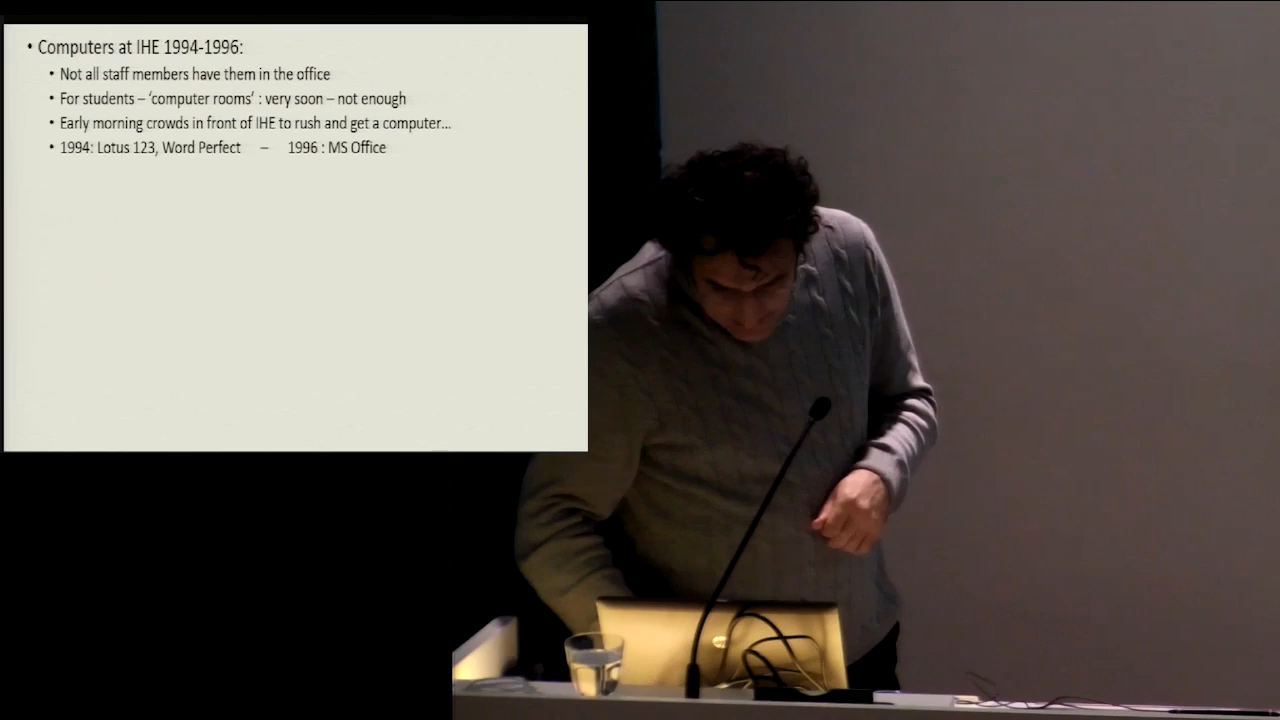 • Computers at IHE 1994-1996:
• Not all staff members have them in the office
• For students – ‘computer rooms’ : very soon – not enough
• Early morning crowds in front of IHE to rush and get a computer…
• 1994: Lotus 123, Word Perfect – 1996 : MS Office